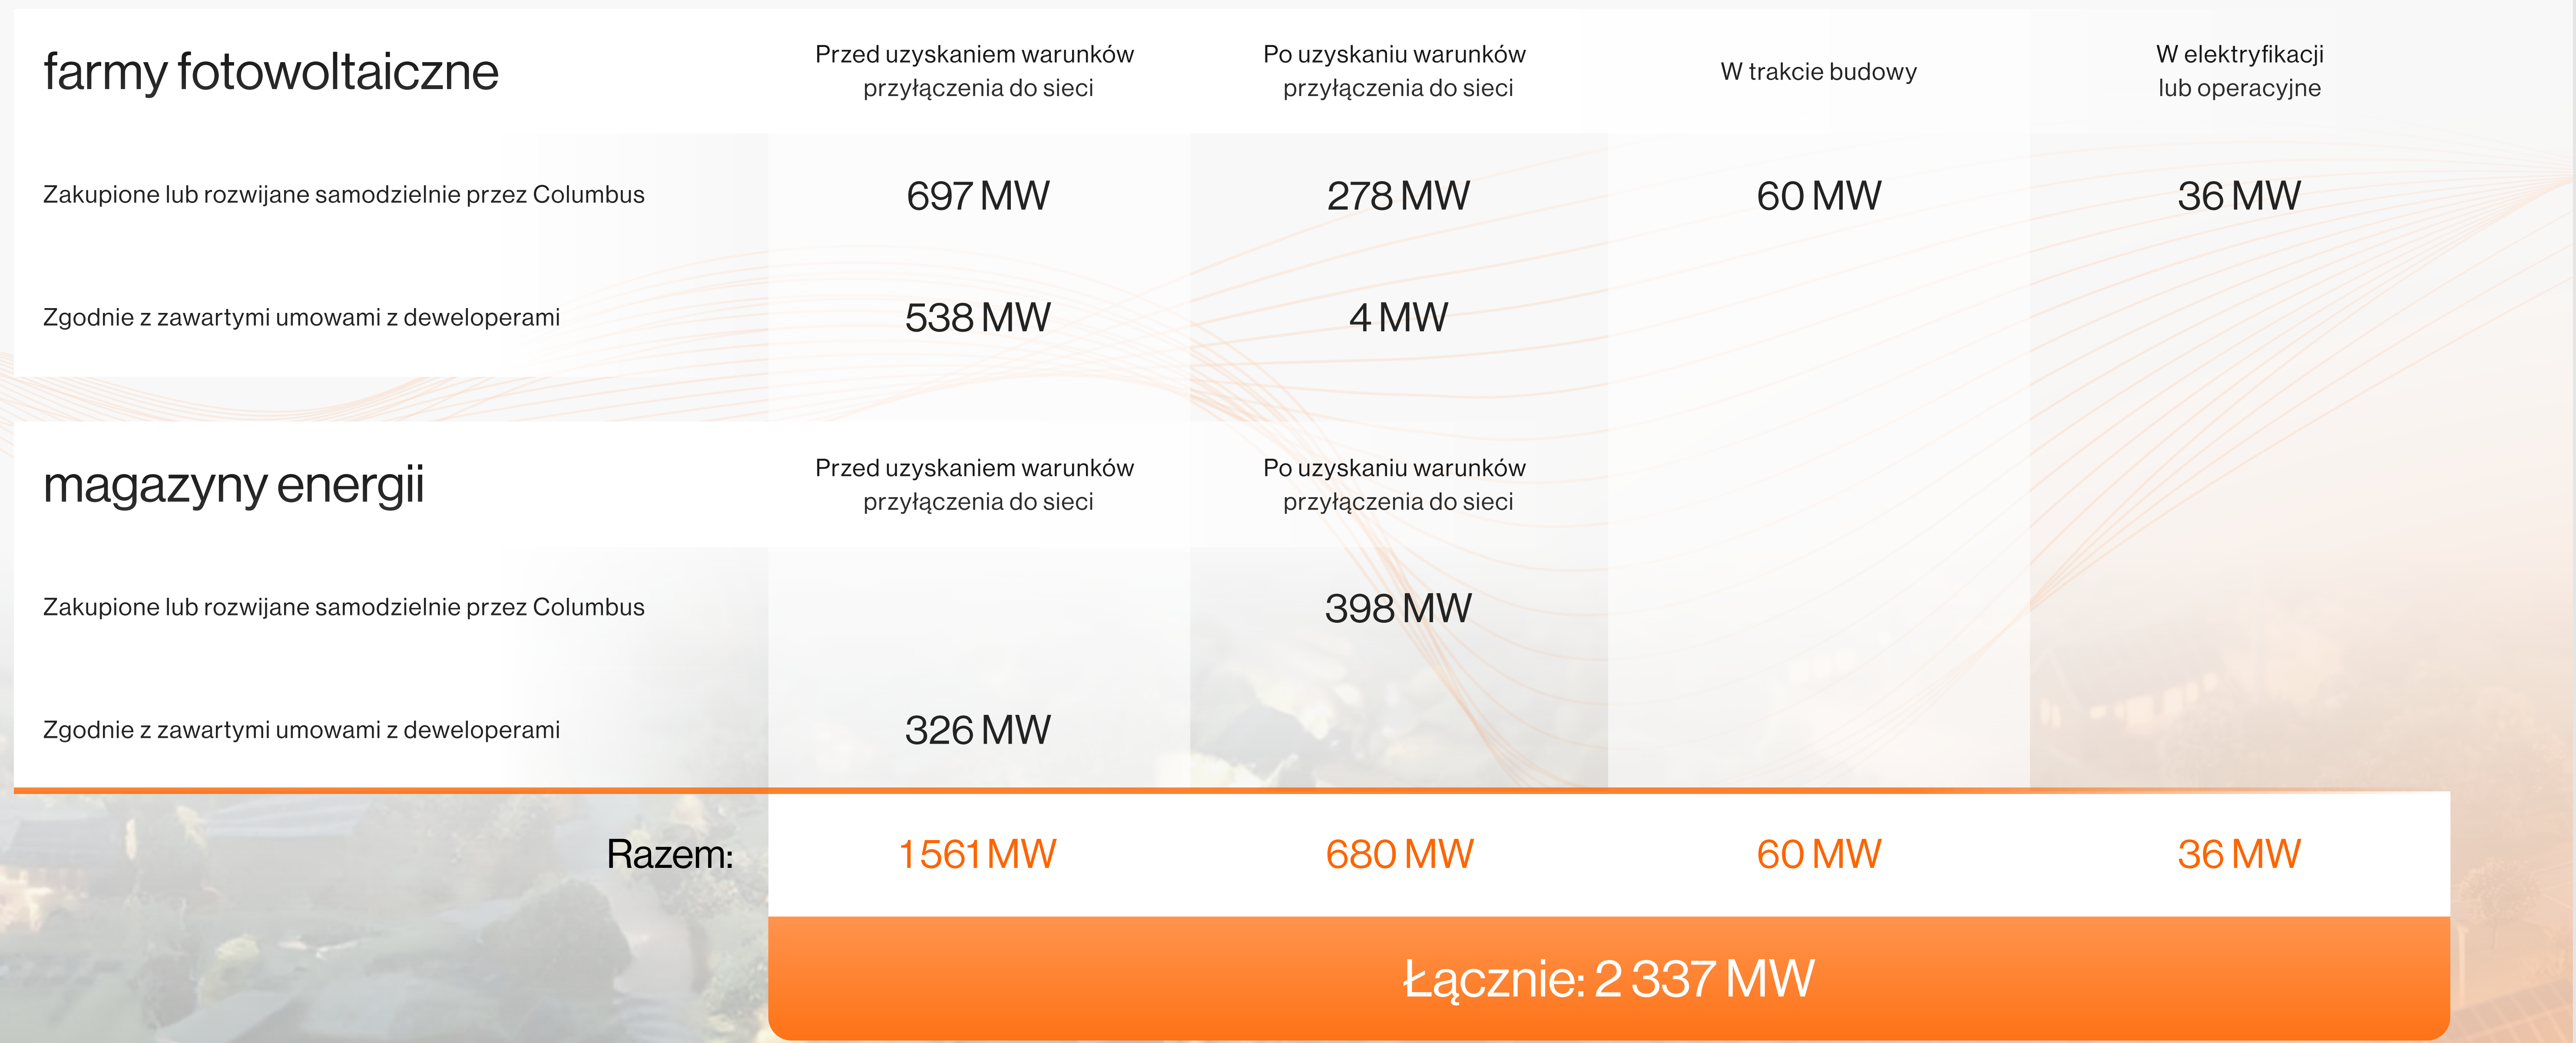 farmy fotowoltaiczne
Przed uzyskaniem warunków
przyłączenia do sieci
Po uzyskaniu warunków
przyłączenia do sieci
W trakcie budowy
W elektryfikacji
lub operacyjne
Zakupione lub rozwijane samodzielnie przez Columbus
697 MW
278 MW
60 MW
36 MW
Zgodnie z zawartymi umowami z deweloperami
538 MW
4 MW
magazyny energii
Przed uzyskaniem warunków
przyłączenia do sieci
Po uzyskaniu warunków
przyłączenia do sieci
Zakupione lub rozwijane samodzielnie przez Columbus
398 MW
Zgodnie z zawartymi umowami z deweloperami
326 MW
Razem:
1 561 MW
680 MW
60 MW
36 MW
Łącznie: 2 337 MW